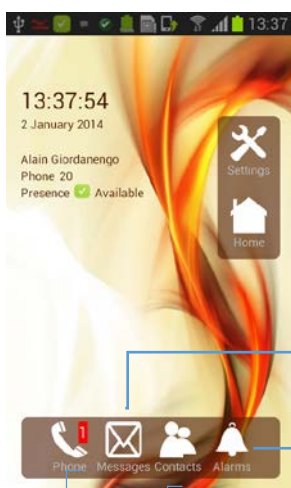 13:37
13:37:54
2 January 2014
Alain Giordanengo
Phone 20
Presence Available
Settings
Home
1
Phone Messages Contacts Alarms